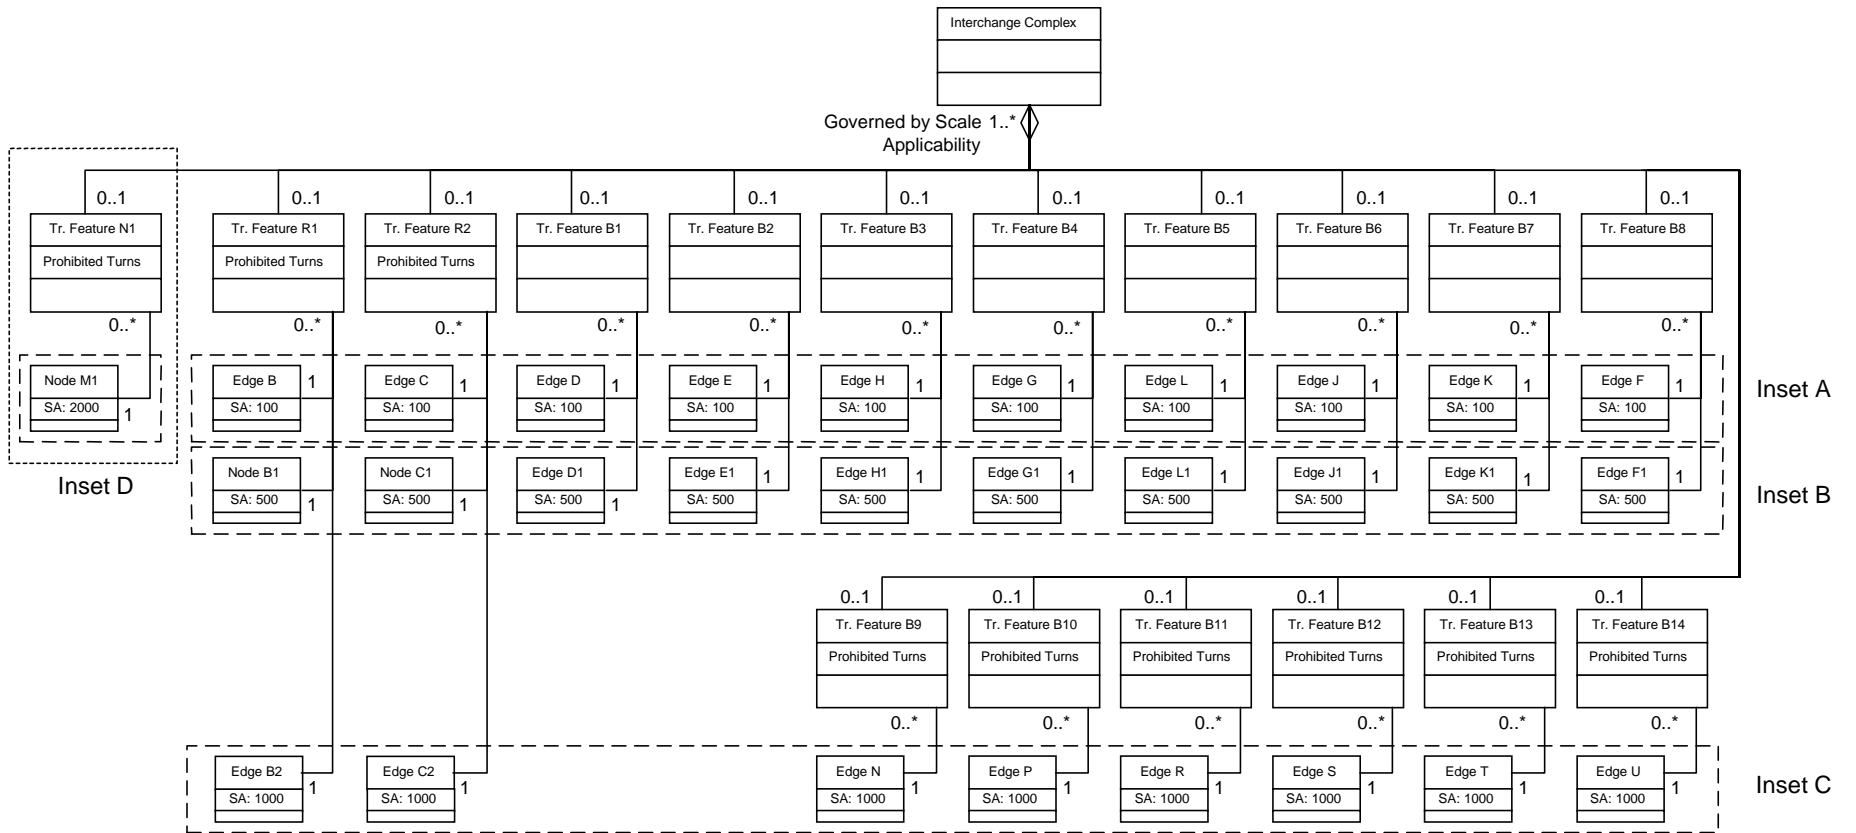 Interchange Complex
Governed by Scale 1..*
Applicability
0..1 0..1 0..1 0..1 0..1 0..1 0..1 0..1 0..1 0..1 0..1
Tr. Feature N1 Tr. Feature R1 Tr. Feature R2 Tr. Feature B1 Tr. Feature B2 Tr. Feature B3 Tr. Feature B4 Tr. Feature B5 Tr. Feature B6 Tr. Feature B7 Tr. Feature B8
Prohibited Turns Prohibited Turns Prohibited Turns
0..* 0..* 0..* 0..* 0..* 0..* 0..* 0..* 0..* 0..* 0..*
Node M1 Edge B 1 Edge C 1 Edge D 1 Edge E 1 Edge H 1 Edge G 1 Edge L 1 Edge J 1 Edge K 1 Edge F 1 Inset A
SA: 2000 1 SA: 100 SA: 100 SA: 100 SA: 100 SA: 100 SA: 100 SA: 100 SA: 100 SA: 100 SA: 100
Inset D
Node B1 Node C1 Edge D1 Edge E1 1 Edge H1 1 Edge G1 1 Edge L1 1 Edge J1 1 Edge K1 1 Edge F1 1 Inset B
SA: 500 1 SA: 500 1 SA: 500 1 SA: 500 SA: 500 SA: 500 SA: 500 SA: 500 SA: 500 SA: 500
0..1 0..1 0..1 0..1 0..1 0..1
Tr. Feature B9 Tr. Feature B10 Tr. Feature B11 Tr. Feature B12 Tr. Feature B13 Tr. Feature B14
Prohibited Turns Prohibited Turns Prohibited Turns Prohibited Turns Prohibited Turns Prohibited Turns
0..* 0..* 0..* 0..* 0..* 0..*
Edge B2 1 Edge C2 1 Edge N 1 Edge P 1 Edge R 1 Edge S 1 Edge T 1 Edge U 1 Inset C
SA: 1000 SA: 1000 SA: 1000 SA: 1000 SA: 1000 SA: 1000 SA: 1000 SA: 1000